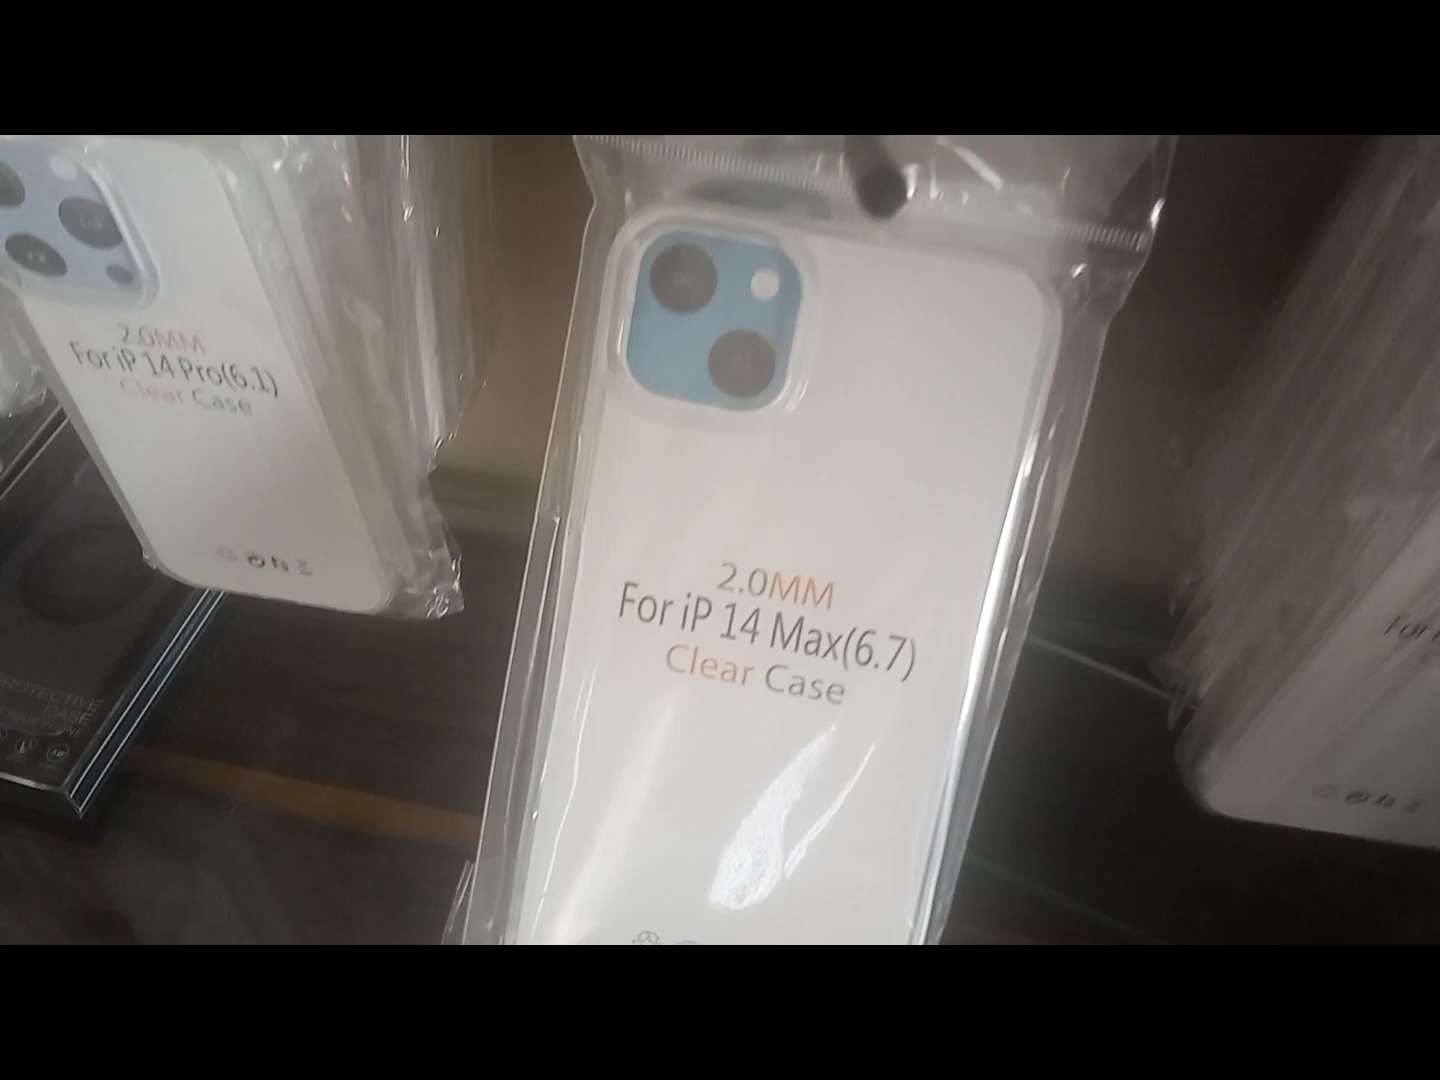 2.0MM
For iP 14 Pro(6.1)
Clear Case
2.0MM
For iP 14 Max(6.7)
Clear Case
PROTECTIVE
CASE
For